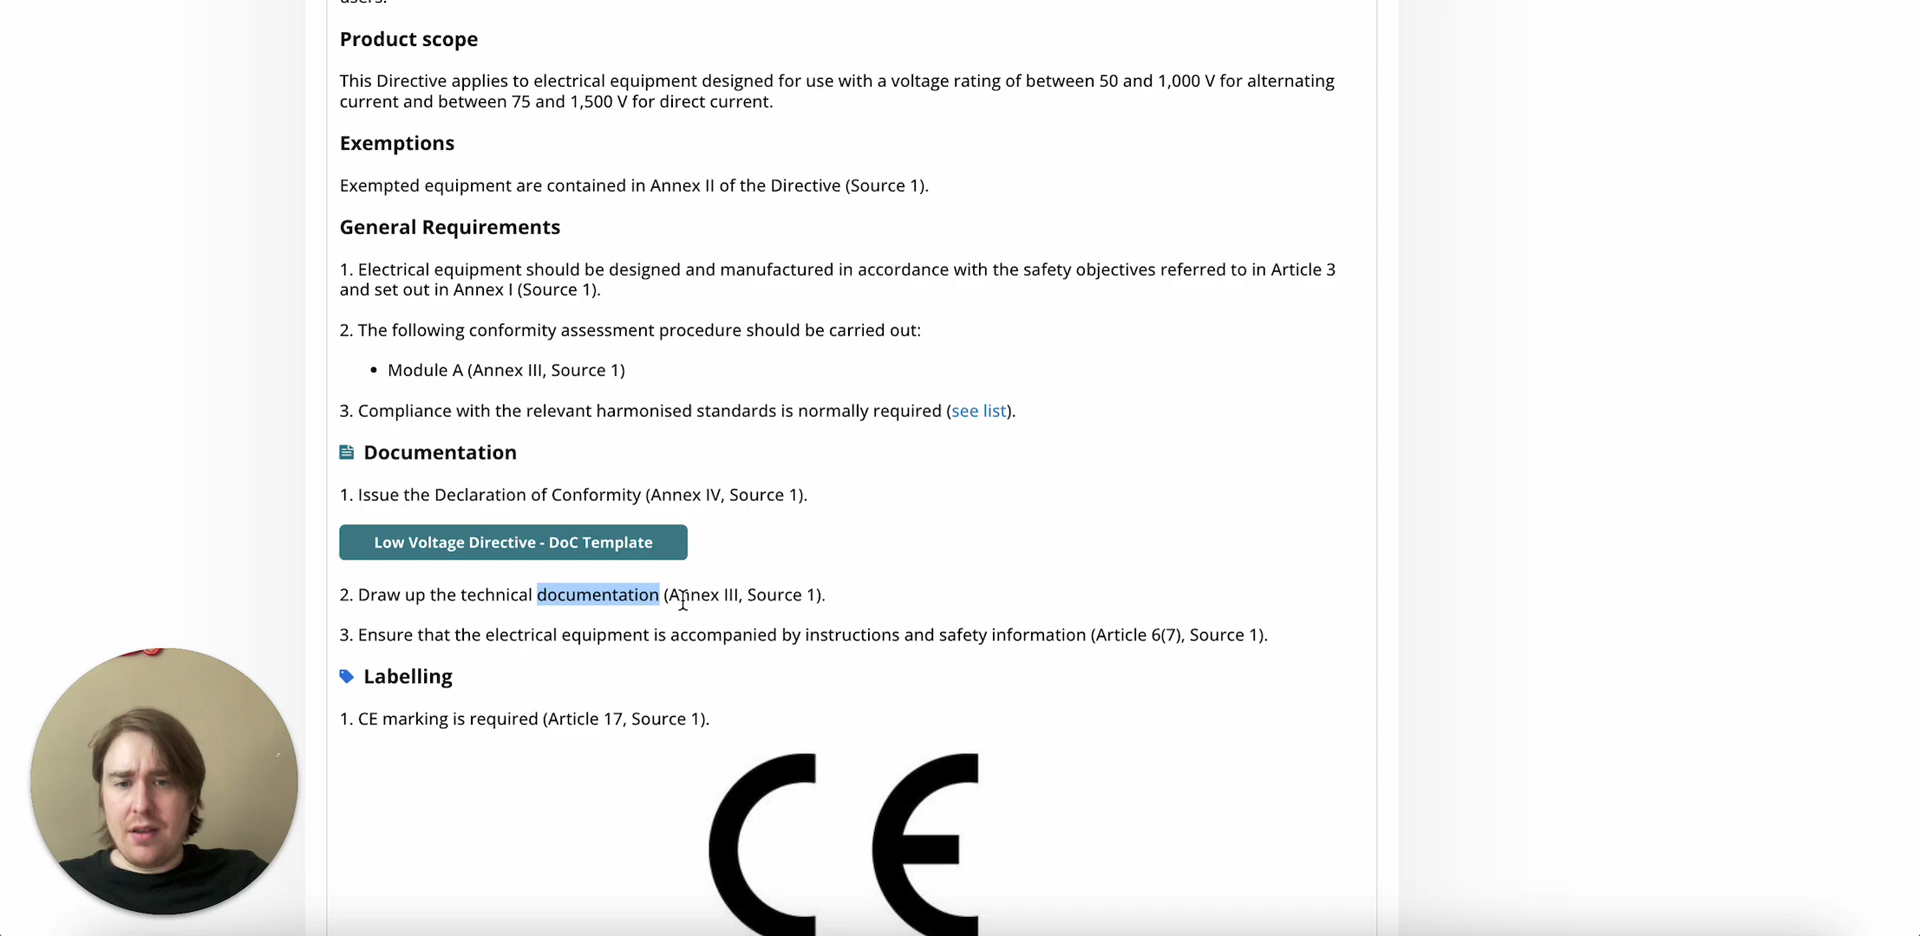 users.
Product scope
This Directive applies to electrical equipment designed for use with a voltage rating of between 50 and 1,000 V for alternating
current and between 75 and 1,500 V for direct current.
Exemptions
Exempted equipment are contained in Annex II of the Directive (Source 1).
General Requirements
1. Electrical equipment should be designed and manufactured in accordance with the safety objectives referred to in Article 3
and set out in Annex I (Source 1).
2. The following conformity assessment procedure should be carried out:
• Module A (Annex III, Source 1)
3. Compliance with the relevant harmonised standards is normally required (see list).
Documentation
1. Issue the Declaration of Conformity (Annex IV, Source 1).
Low Voltage Directive - DoC Template
2. Draw up the technical documentation (Annex III, Source 1).
3. Ensure that the electrical equipment is accompanied by instructions and safety information (Article 6(7), Source 1).
Labelling
1. CE marking is required (Article 17, Source 1).
CE